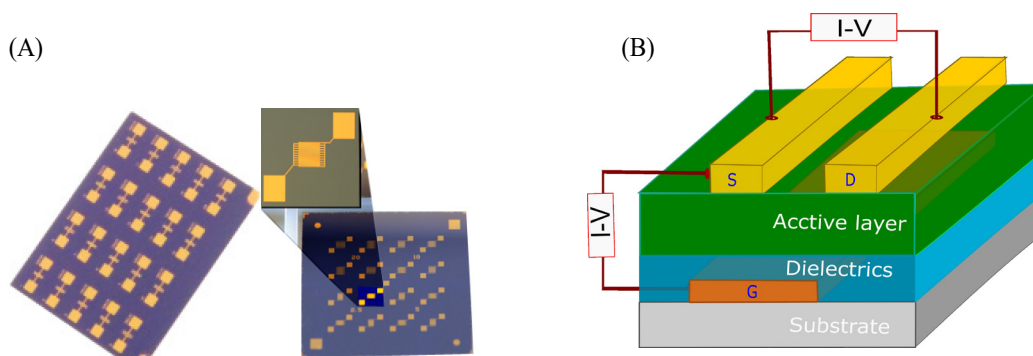 (A)
(B)
I-V
S
D
I-V
Acctive layer
Dielectrics
G
Substrate